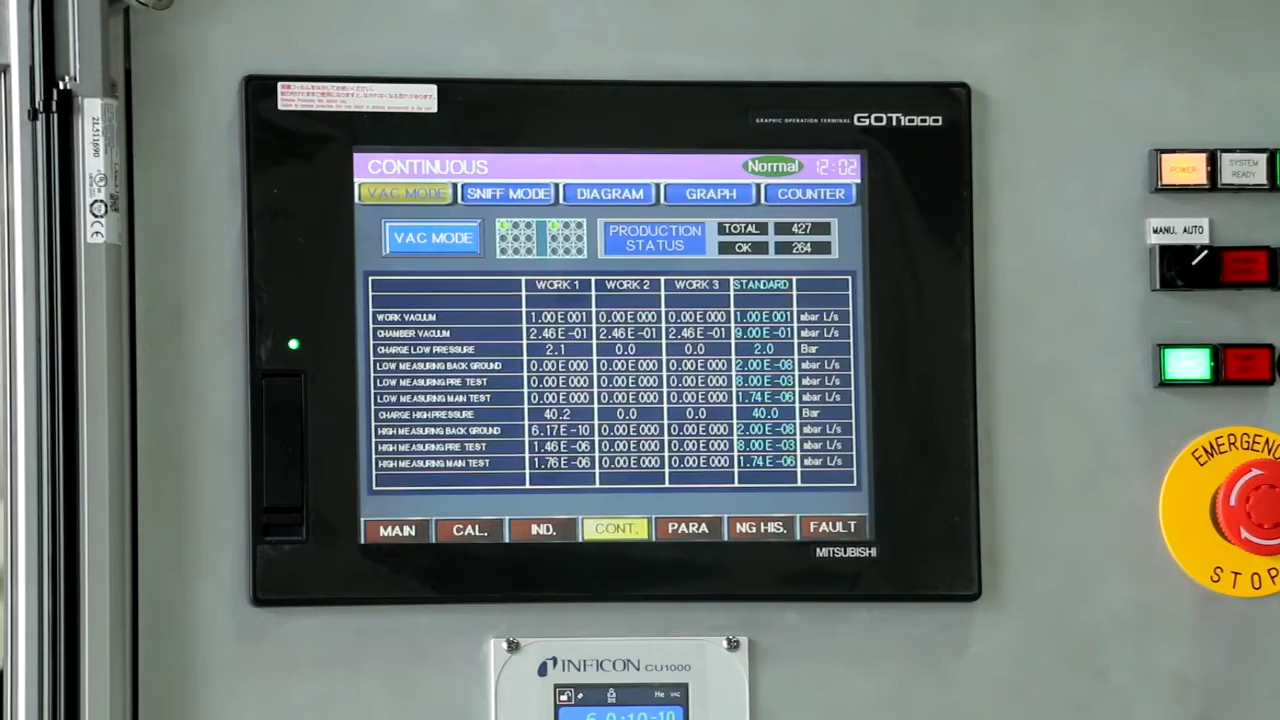 GRAPHIC OPERATION TERMINAL GOT1000
CONTINUOUS Normal 12:02
VAC MODE SNIFF MODE DIAGRAM GRAPH COUNTER
VAC MODE PRODUCTION STATUS TOTAL 427
OK 264
WORK 1 WORK 2 WORK 3 STANDARD
WORK VACUUM 1.00 E 001 0.00 E 000 0.00 E 000 1.00 E 001 mbar L/s
CHAMBER VACUUM 2.46 E -01 2.46 E -01 2.46 E -01 9.00 E -01 mbar L/s
CHARGE LOW PRESSURE 2.1 0.0 0.0 2.0 Bar
LOW MEASURING BACK GROUND 0.00 E 000 0.00 E 000 0.00 E 000 2.00 E -08 mbar L/s
LOW MEASURING PRE TEST 0.00 E 000 0.00 E 000 0.00 E 000 8.00 E -03 mbar L/s
LOW MEASURING MAIN TEST 0.00 E 000 0.00 E 000 0.00 E 000 1.74 E -06 mbar L/s
CHARGE HIGH PRESSURE 40.2 0.0 0.0 40.0 Bar
HIGH MEASURING BACK GROUND 6.17 E -10 0.00 E 000 0.00 E 000 2.00 E -08 mbar L/s
HIGH MEASURING PRE TEST 1.46 E -06 0.00 E 000 0.00 E 000 8.00 E -03 mbar L/s
HIGH MEASURING MAIN TEST 1.76 E -06 0.00 E 000 0.00 E 000 1.74 E -06 mbar L/s
MAIN CAL. IND. CONT. PARA NG HIS. FAULT
MITSUBISHI
2L511690
POWER
SYSTEM
READY
MANU. AUTO
EMERGENC
STOP
INFICON CU1000
He VAC